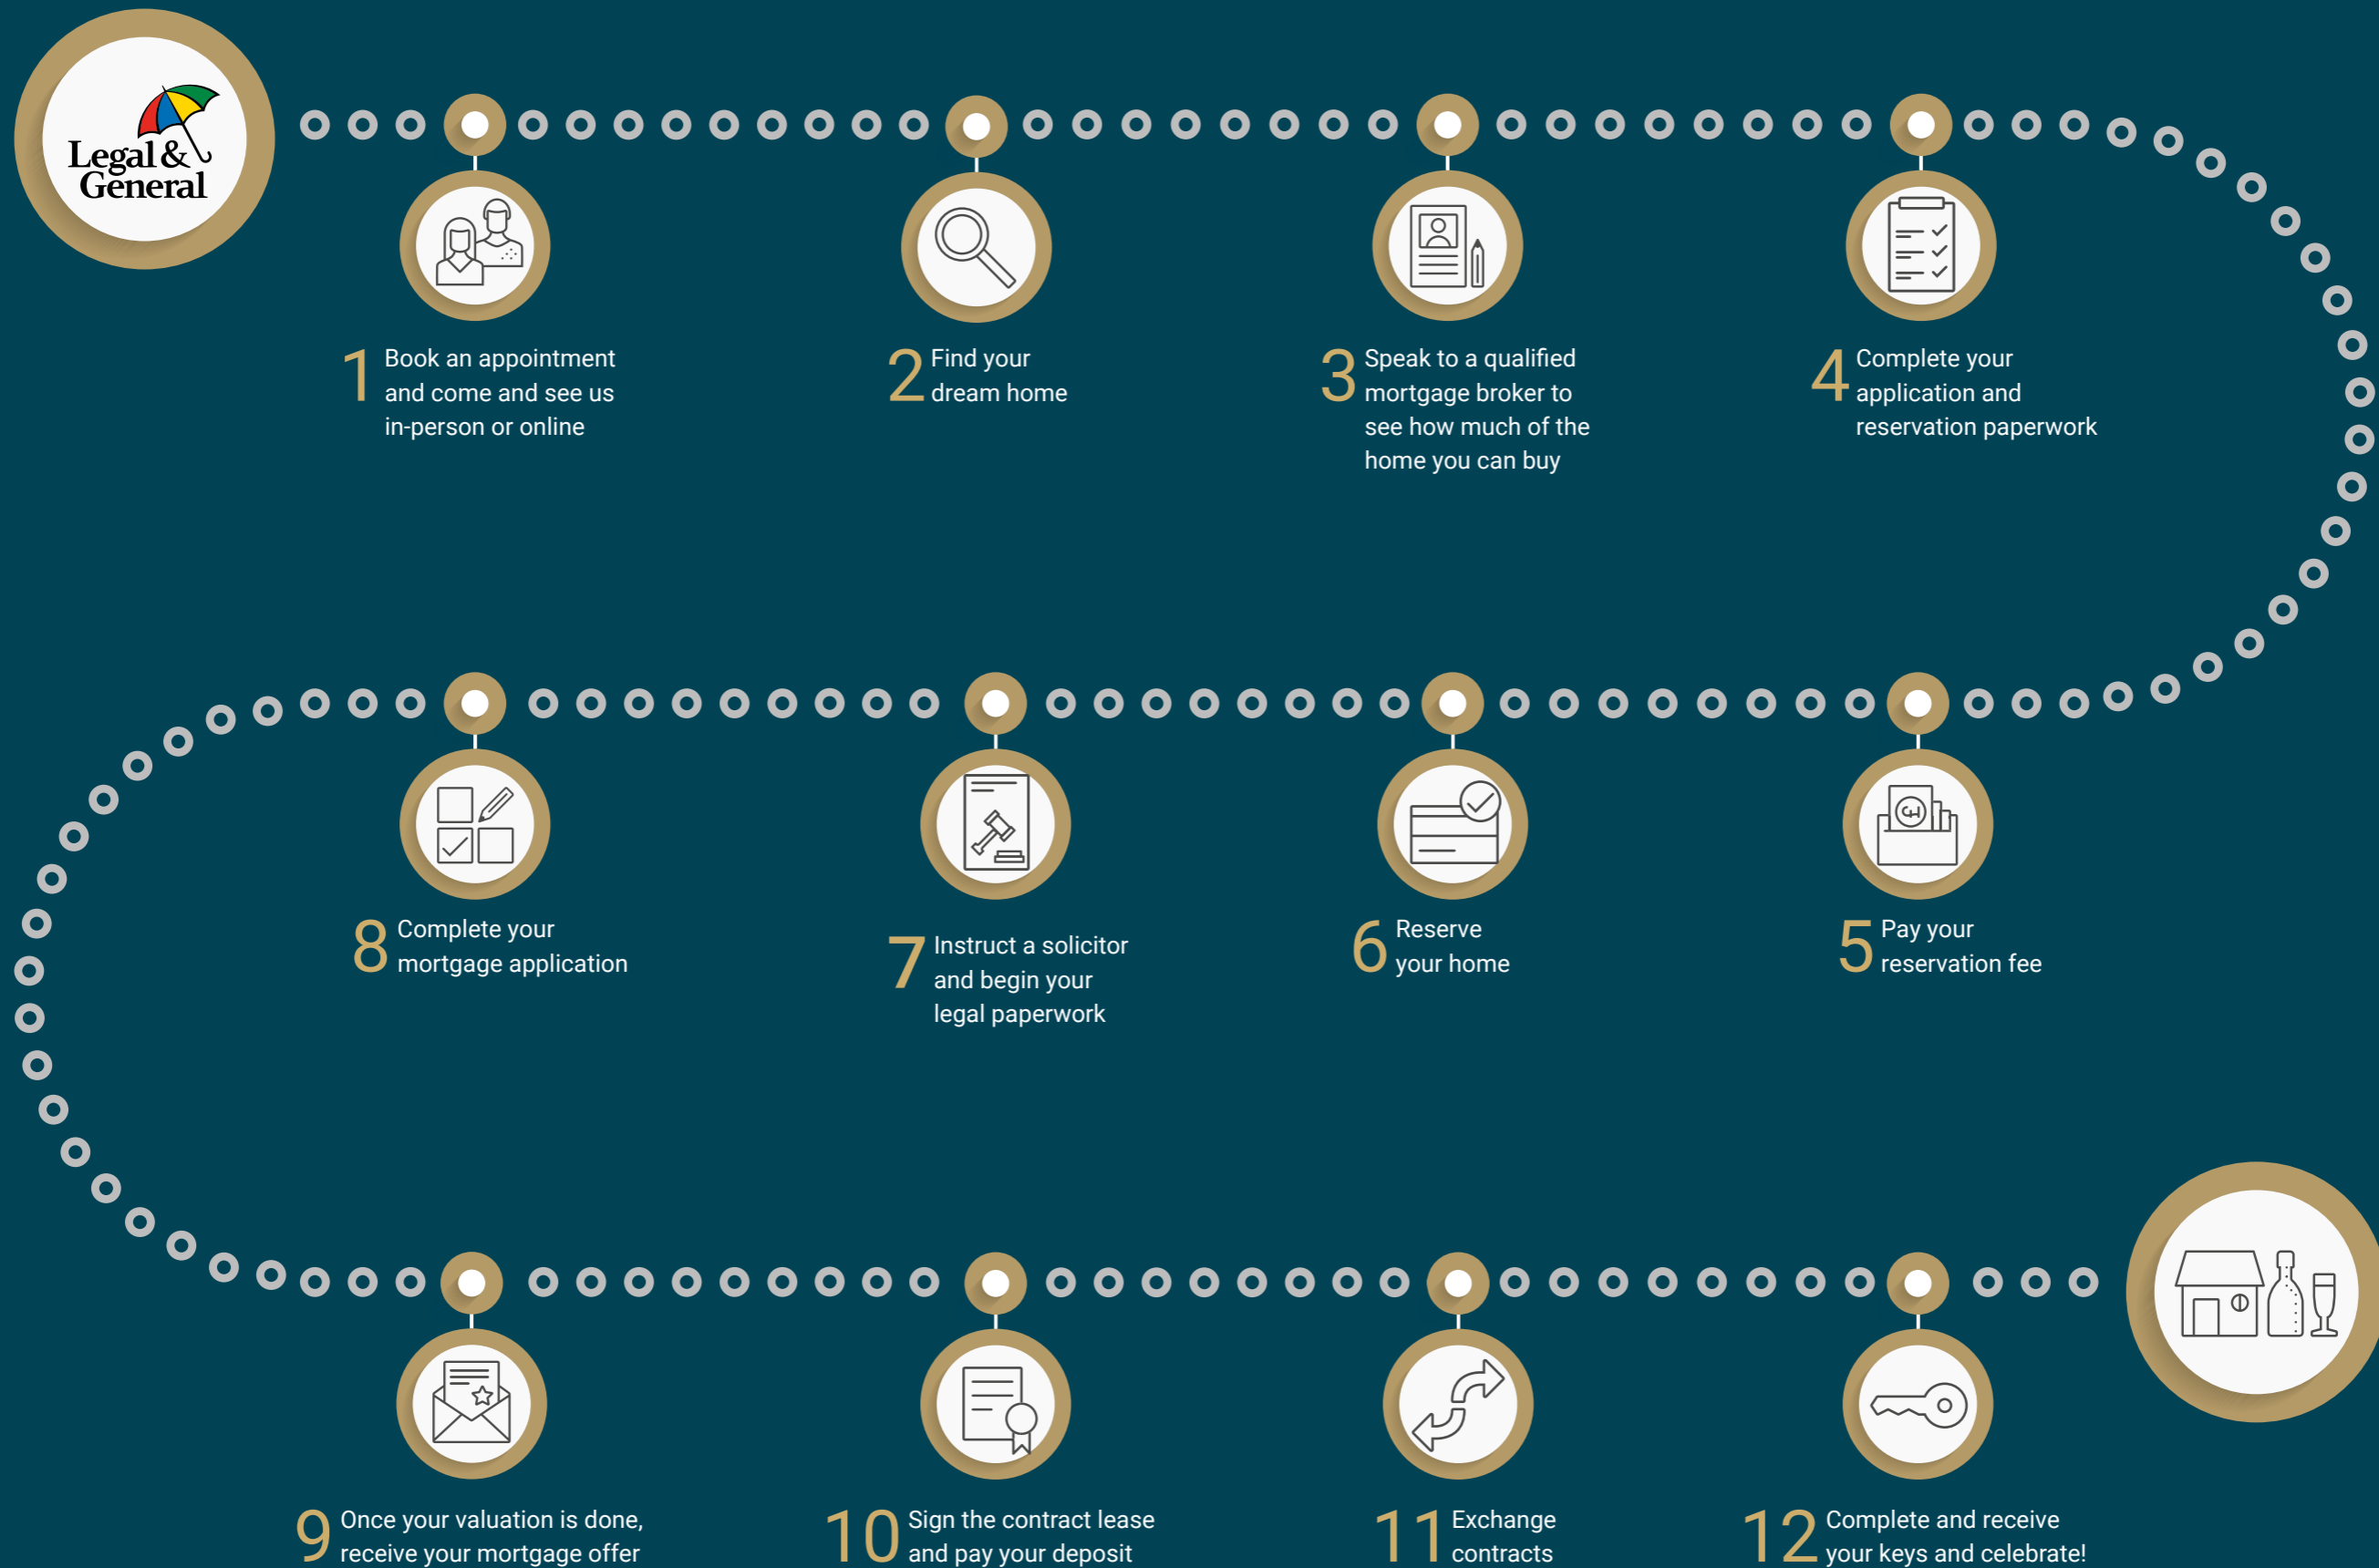 Legal &
General
1 Book an appointment
and come and see us
in-person or online
2 Find your
dream home
3 Speak to a qualified
mortgage broker to
see how much of the
home you can buy
4 Complete your
application and
reservation paperwork
5 Pay your
reservation fee
6 Reserve
your home
7 Instruct a solicitor
and begin your
legal paperwork
8 Complete your
mortgage application
9 Once your valuation is done,
receive your mortgage offer
10 Sign the contract lease
and pay your deposit
11 Exchange
contracts
12 Complete and receive
your keys and celebrate!